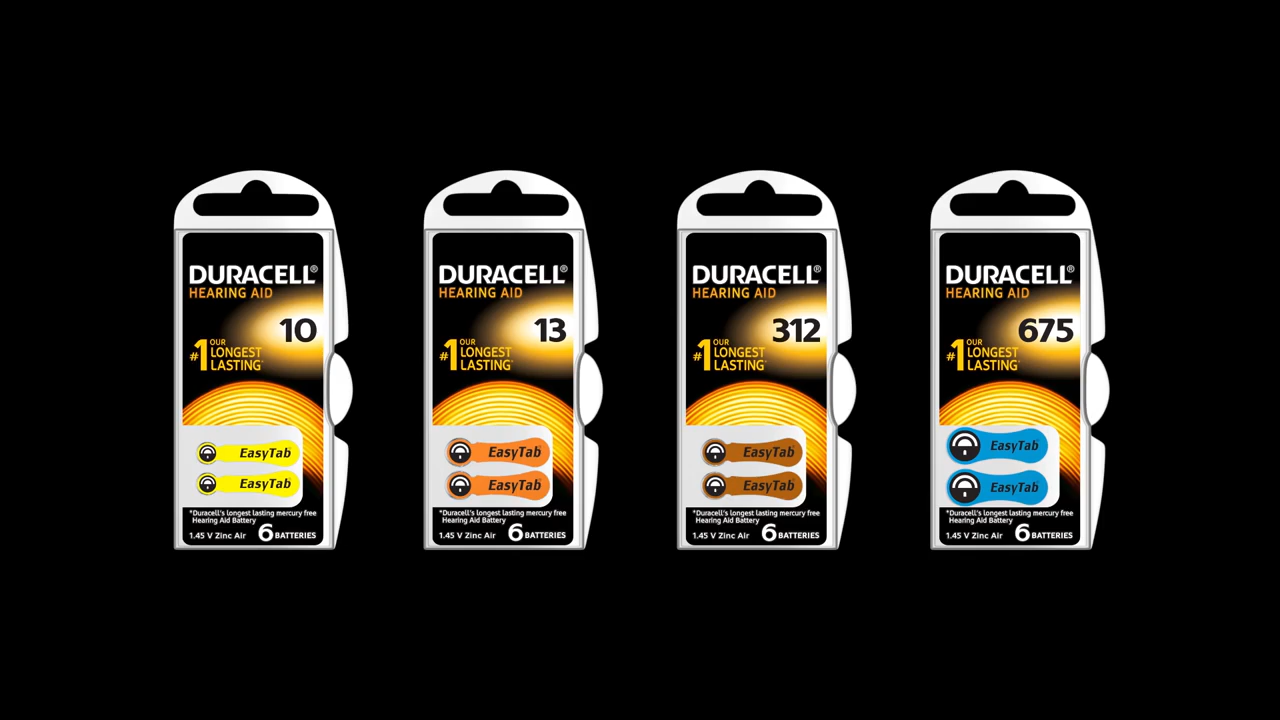 DURACELL®
HEARING AID
10
#1 OUR
LONGEST
LASTING*
EasyTab
EasyTab
*Duracell's longest lasting mercury free
Hearing Aid Battery
1.45 V Zinc Air 6 BATTERIES
DURACELL®
HEARING AID
13
#1 OUR
LONGEST
LASTING*
EasyTab
EasyTab
*Duracell's longest lasting mercury free
Hearing Aid Battery
1.45 V Zinc Air 6 BATTERIES
DURACELL®
HEARING AID
312
#1 OUR
LONGEST
LASTING*
EasyTab
EasyTab
*Duracell's longest lasting mercury free
Hearing Aid Battery
1.45 V Zinc Air 6 BATTERIES
DURACELL®
HEARING AID
675
#1 OUR
LONGEST
LASTING*
EasyTab
EasyTab
*Duracell's longest lasting mercury free
Hearing Aid Battery
1.45 V Zinc Air 6 BATTERIES